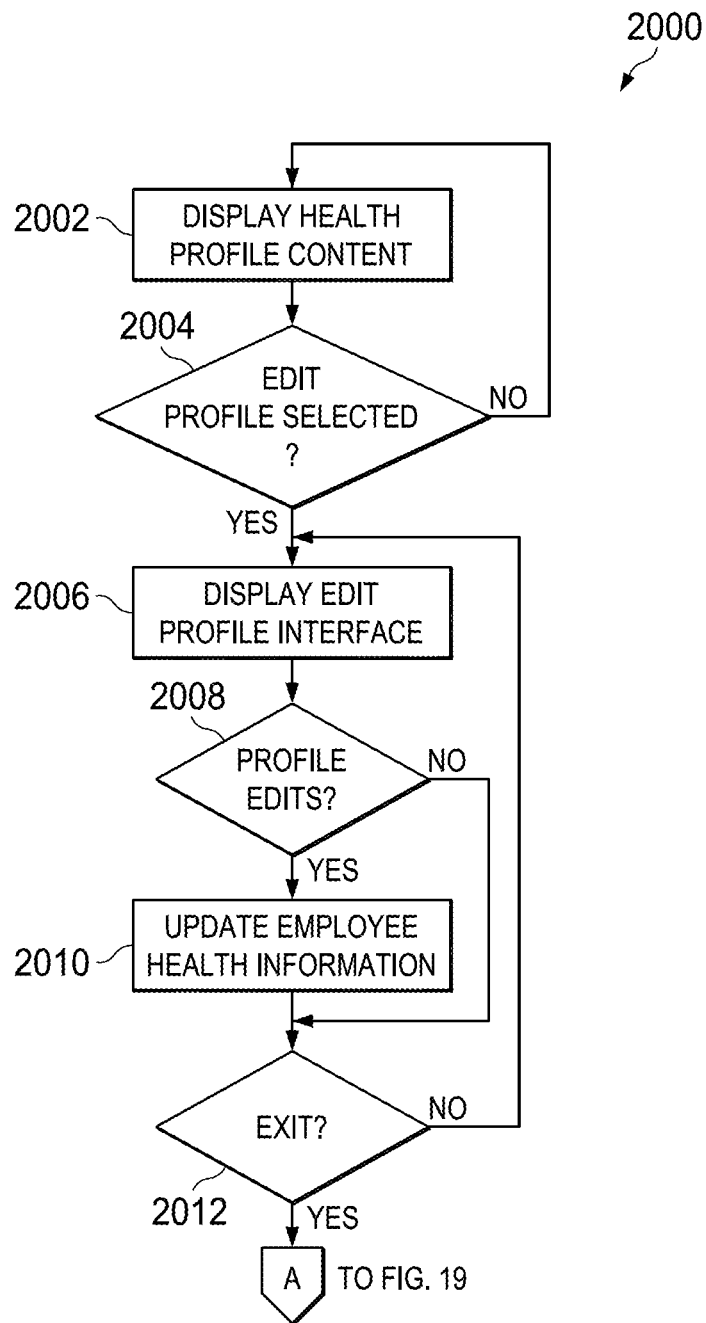 2000
2002
DISPLAY HEALTH
PROFILE CONTENT
2004
EDIT
PROFILE SELECTED
?
NO
YES
2006
DISPLAY EDIT
PROFILE INTERFACE
2008
PROFILE
EDITS?
NO
YES
2010
UPDATE EMPLOYEE
HEALTH INFORMATION
EXIT?
NO
2012
YES
A
TO FIG. 19